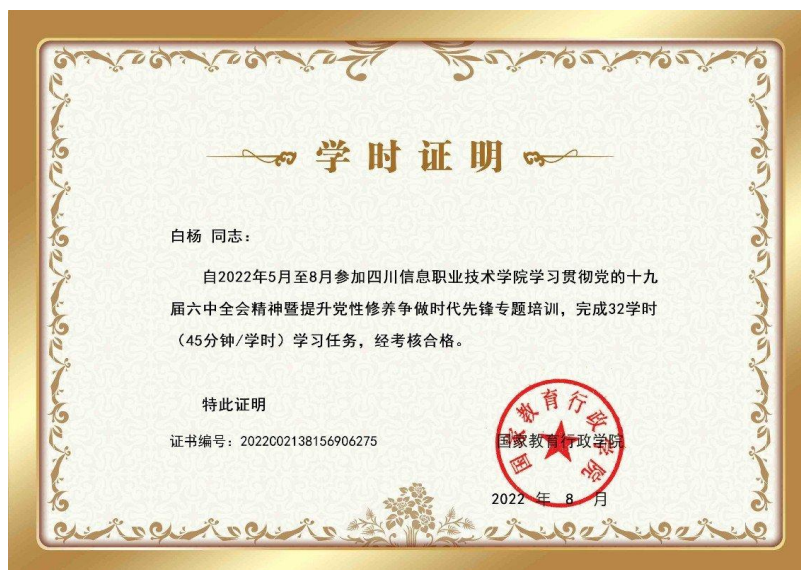 学时证明
白杨 同志：
自2022年5月至8月参加四川信息职业技术学院学习贯彻党的十九
届六中全会精神暨提升党性修养争做时代先锋专题培训，完成32学时
（45分钟/学时）学习任务，经考核合格。
特此证明
证书编号：2022002138156906275
国家教育行政学院
国家教育行政学院
2022 年 8 月